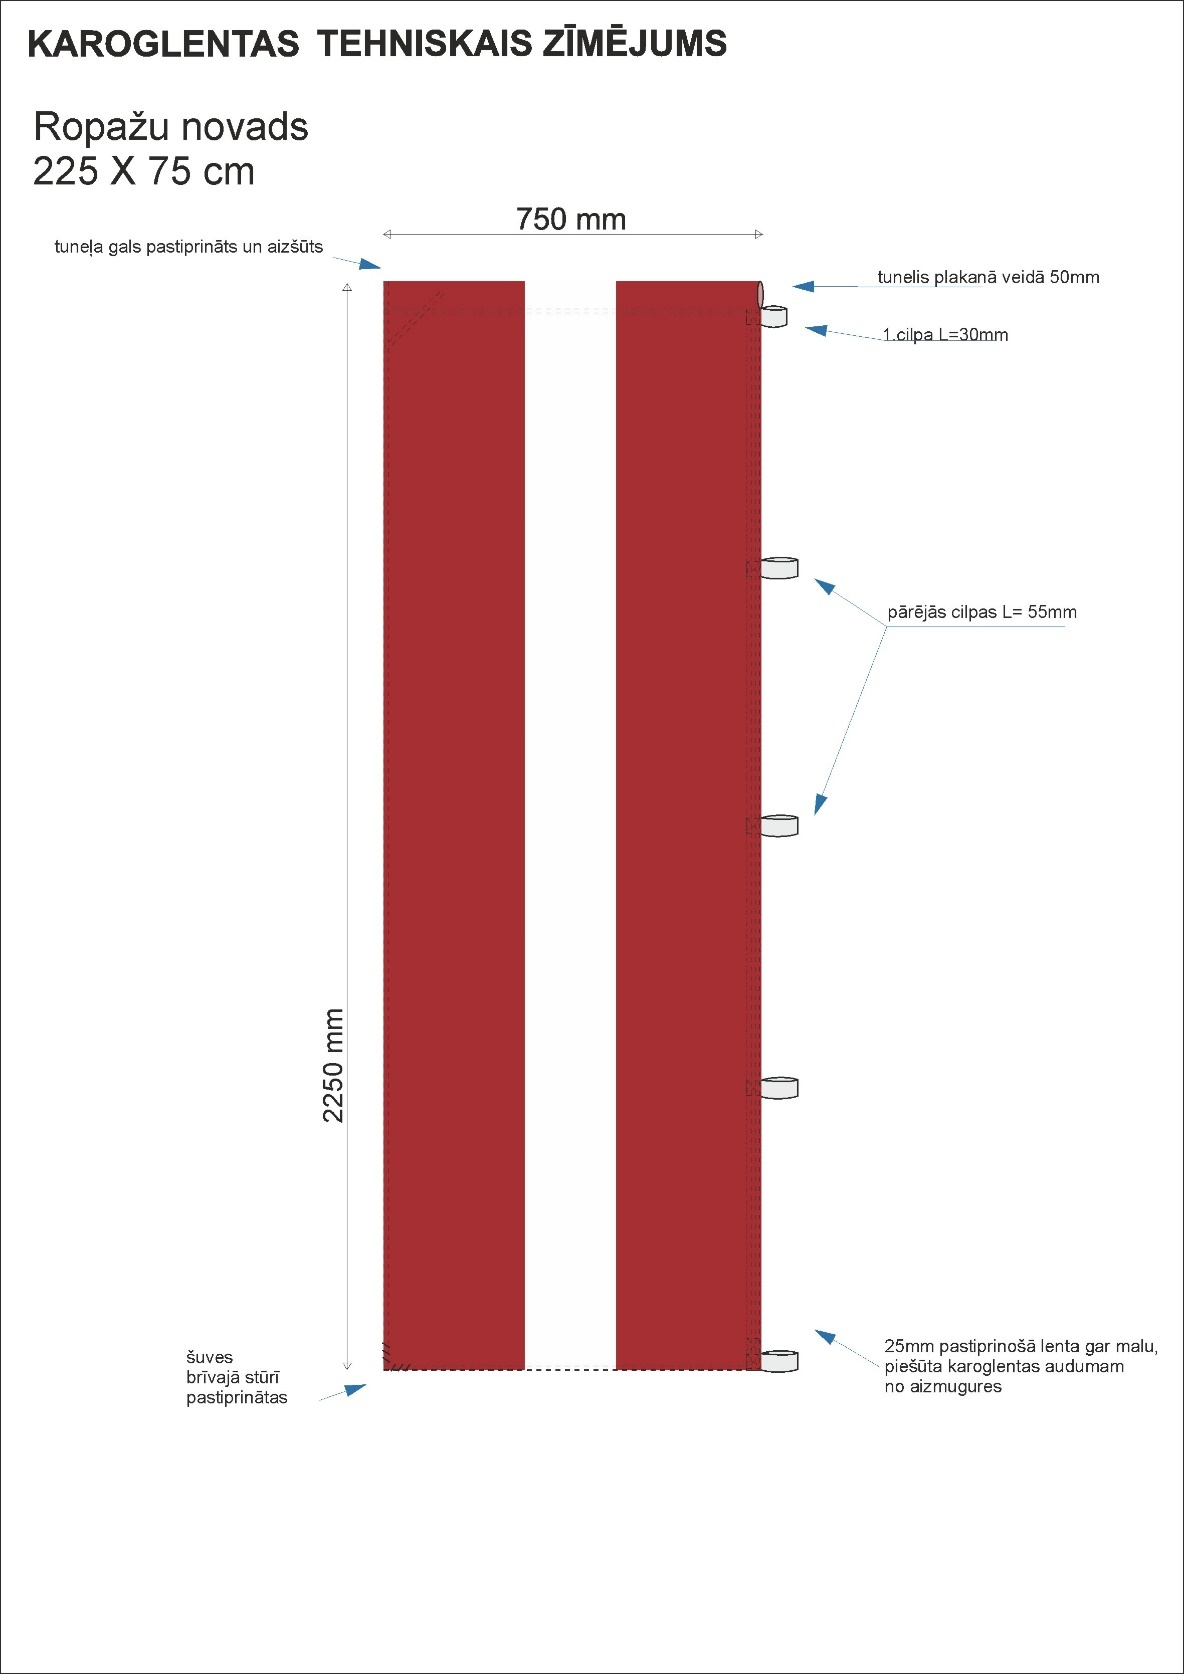 KAROGLENTAS TEHNISKAIS ZĪMĒJUMS
Ropažu novads
225 X 75 cm
750 mm
tuneļa gals pastiprināts un aizšūts
tunelis plakanā veidā 50mm
1.cilpa L=30mm
pārējās cilpas L= 55mm
2250 mm
šuves
brīvajā stūrī
pastiprinātas
25mm pastiprinošā lenta gar malu,
piešūta karoglentas audumam
no aizmugures